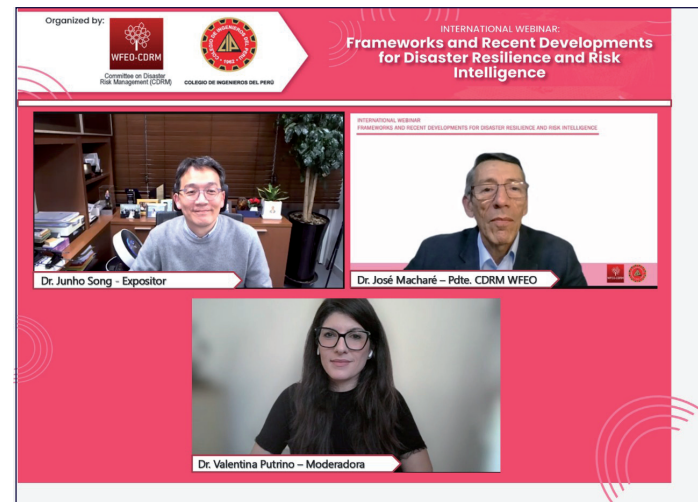 Organized by:
WFEO-CDRM
Committee on Disaster
Risk Management (CDRM)
COLEGIO DE INGENIEROS DEL PERÚ
INTERNATIONAL WEBINAR:
Frameworks and Recent Developments
for Disaster Resilience and Risk
Intelligence
INTERNATIONAL WEBINAR
FRAMEWORKS AND RECENT DEVELOPMENTS FOR DISASTER RESILIENCE AND RISK INTELLIGENCE
Dr. Junho Song - Expositor
Dr. José Macharé – Pdte. CDRM WFEO
Dr. Valentina Putrino – Moderadora